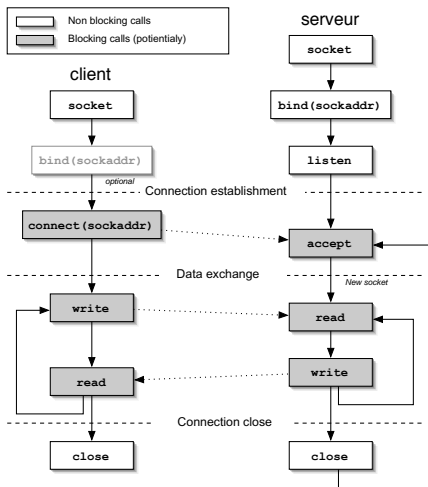 Non blocking calls
Blocking calls (potientialy)
client
serveur
socket
socket
bind(sockaddr)
bind(sockaddr)
optional
listen
Connection establishment
connect(sockaddr)
accept
Data exchange
New socket
write
read
read
write
Connection close
close
close